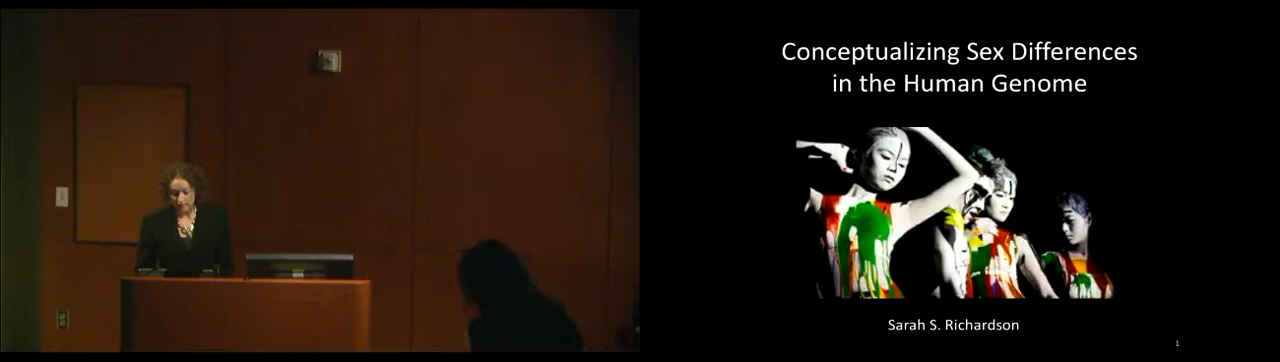 Conceptualizing Sex Differences
in the Human Genome
Sarah S. Richardson
1